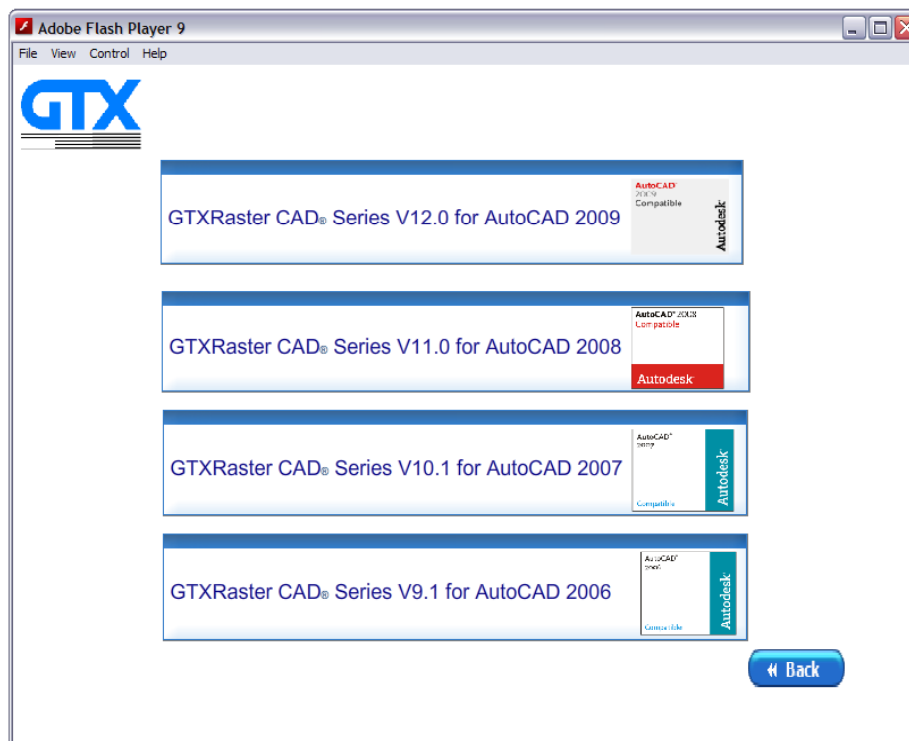 Adobe Flash Player 9
File View Control Help
GTX
GTXRaster CAD® Series V12.0 for AutoCAD 2009
AutoCAD®
2009
Compatible
Autodesk®
GTXRaster CAD® Series V11.0 for AutoCAD 2008
AutoCAD® 2008
Compatible
Autodesk®
GTXRaster CAD® Series V10.1 for AutoCAD 2007
AutoCAD®
2007
Compatible
Autodesk®
GTXRaster CAD® Series V9.1 for AutoCAD 2006
AutoCAD®
2006
Compatible
Autodesk®
Back